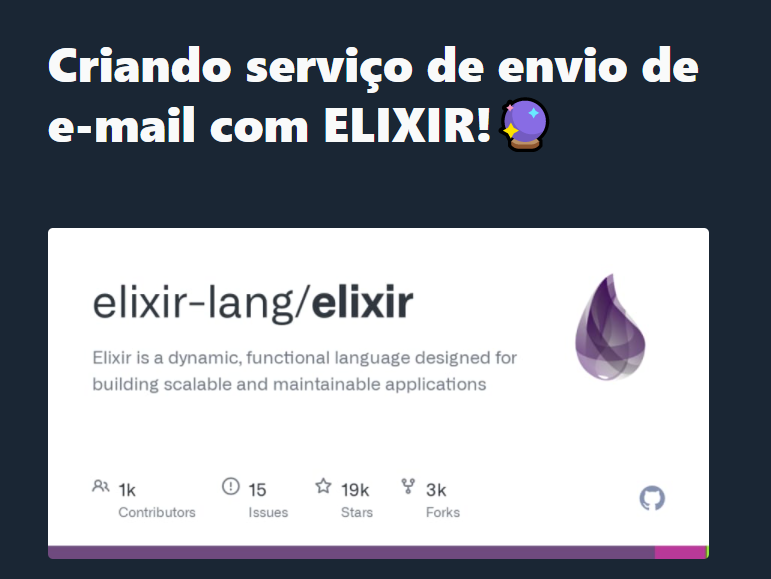 Criando serviço de envio de
e-mail com ELIXIR!🔮
elixir-lang/elixir
Elixir is a dynamic, functional language designed for
building scalable and maintainable applications
1k
Contributors
15
Issues
19k
Stars
3k
Forks